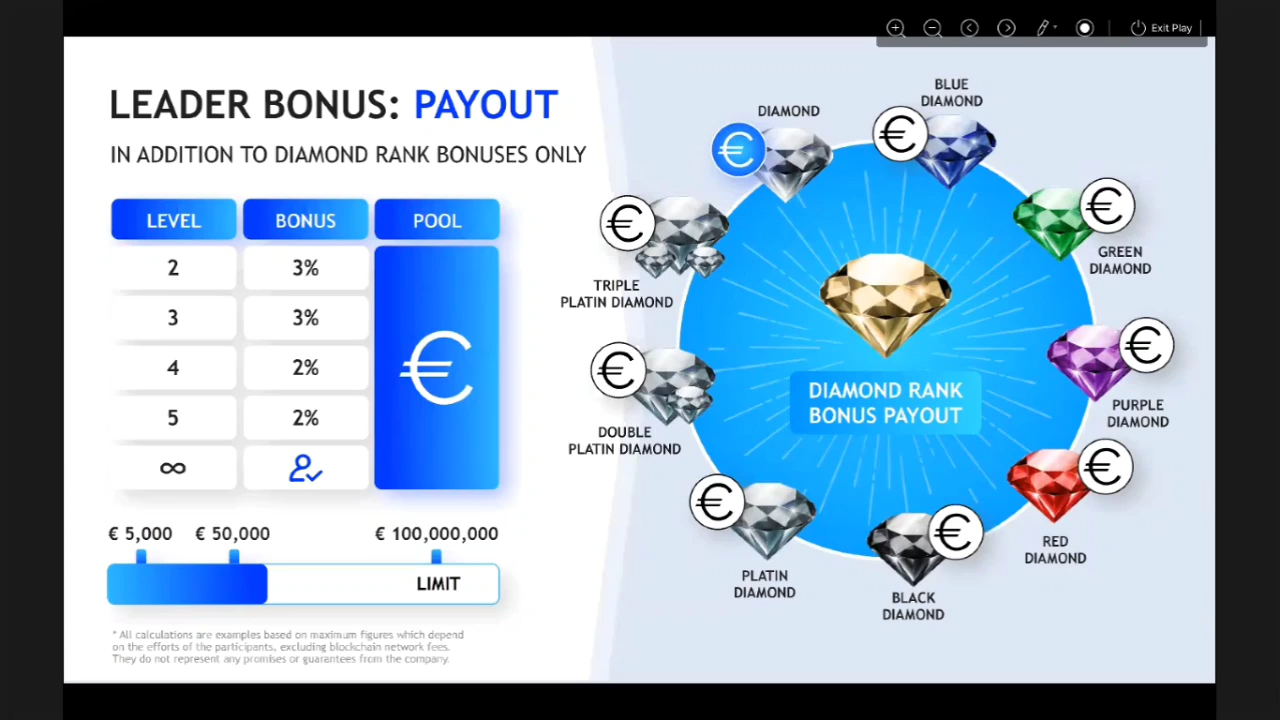 Exit Play
LEADER BONUS: PAYOUT
IN ADDITION TO DIAMOND RANK BONUSES ONLY
LEVEL BONUS POOL
2 3%
3 3%
4 2%
5 2%
∞
€
€ 5,000 € 50,000 € 100,000,000
LIMIT
* All calculations are examples based on maximum figures which depend
on the efforts of the participants, excluding blockchain network fees.
They do not represent any promises or guarantees from the company.
DIAMOND
€
BLUE
DIAMOND
€
GREEN
DIAMOND
€
PURPLE
DIAMOND
€
RED
DIAMOND
€
BLACK
DIAMOND
€
PLATIN
DIAMOND
€
DOUBLE
PLATIN DIAMOND
€
TRIPLE
PLATIN DIAMOND
€
DIAMOND RANK
BONUS PAYOUT